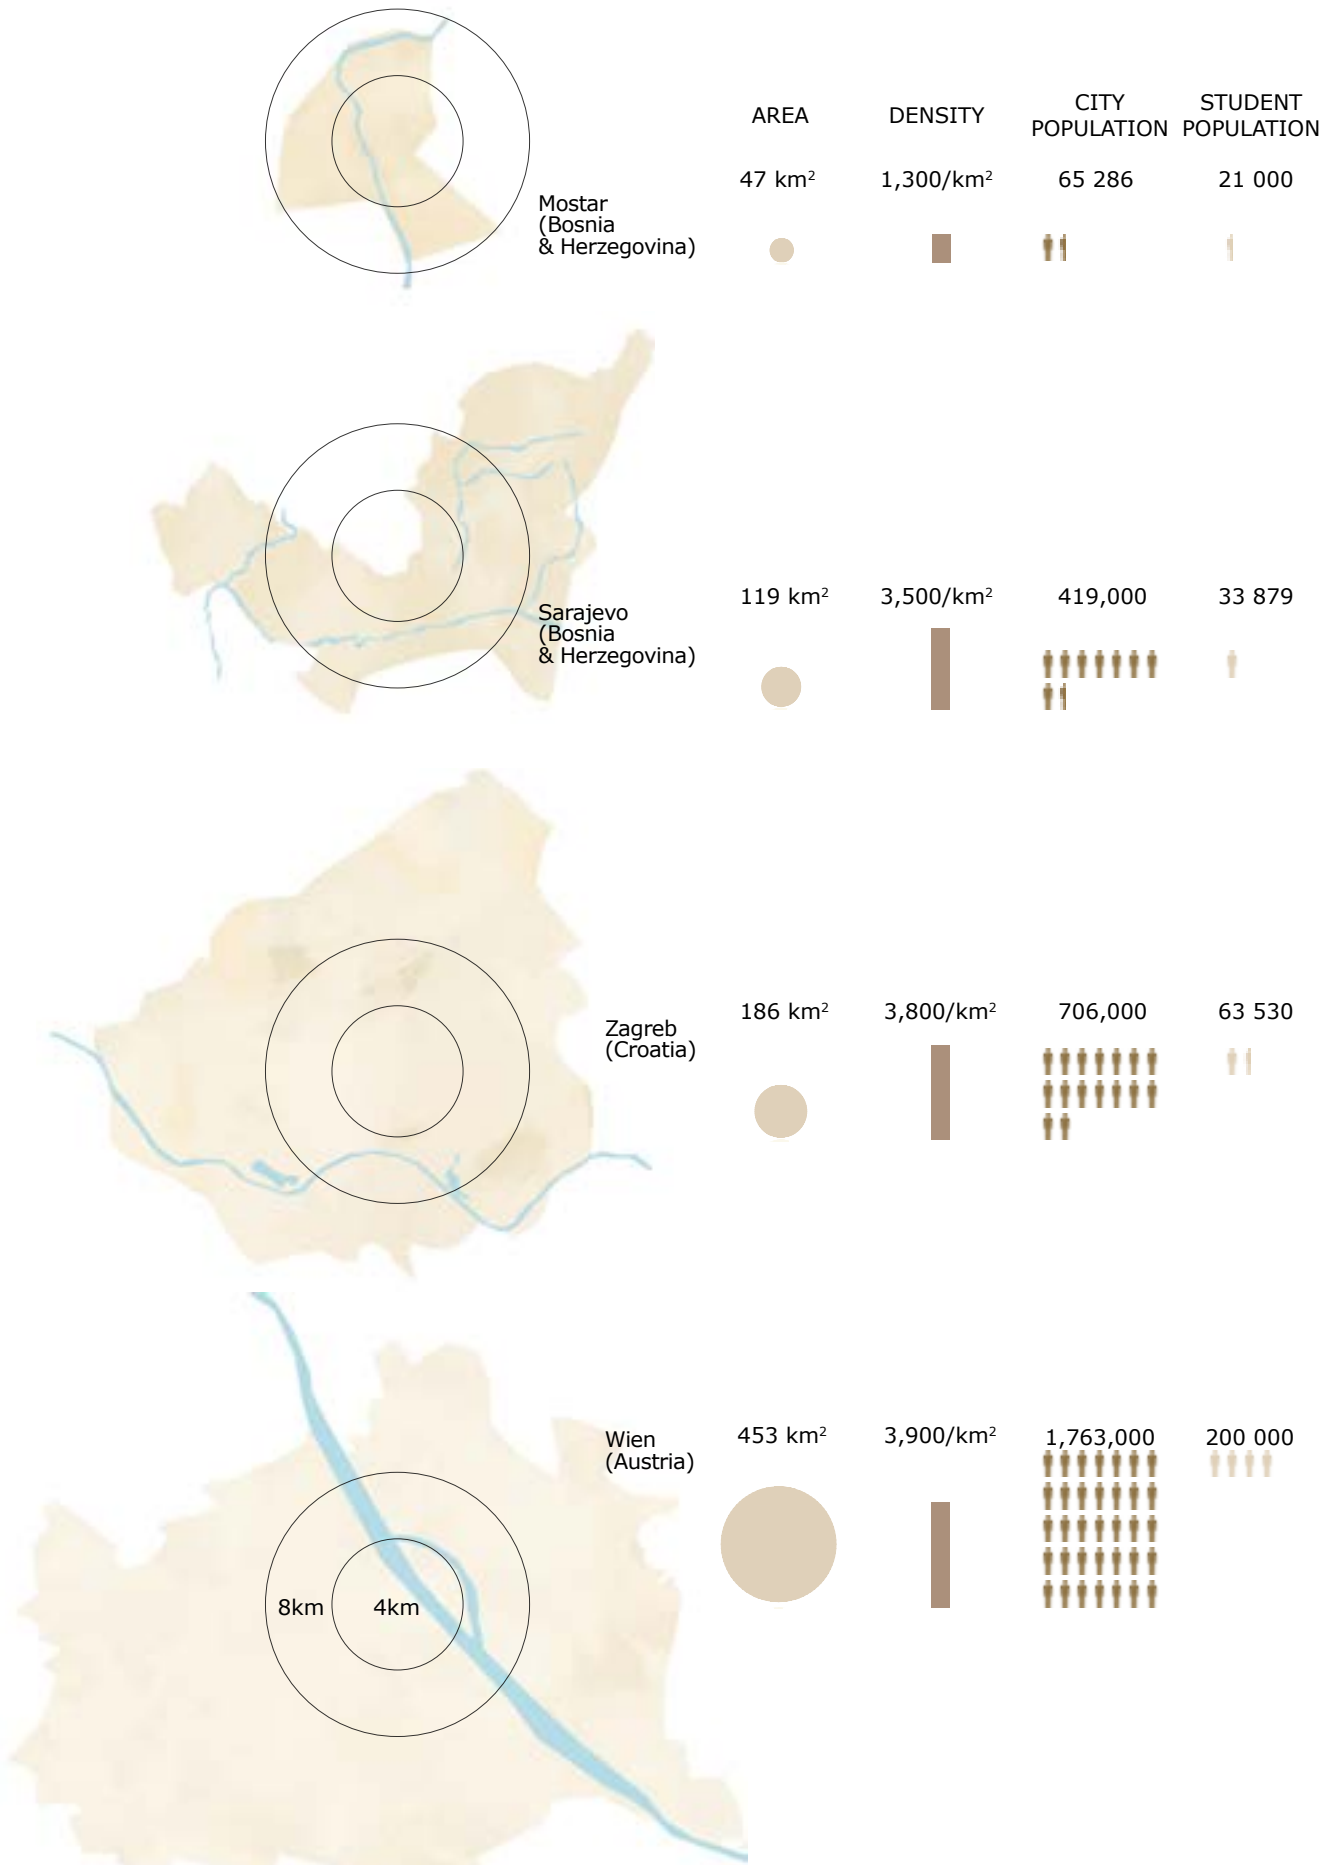 AREA
DENSITY
CITY
POPULATION
STUDENT
POPULATION
47 km²
1,300/km²
65 286
21 000
Mostar
(Bosnia
& Herzegovina)
119 km²
3,500/km²
419,000
33 879
Sarajevo
(Bosnia
& Herzegovina)
186 km²
3,800/km²
706,000
63 530
Zagreb
(Croatia)
453 km²
3,900/km²
1,763,000
200 000
Wien
(Austria)
8km
4km